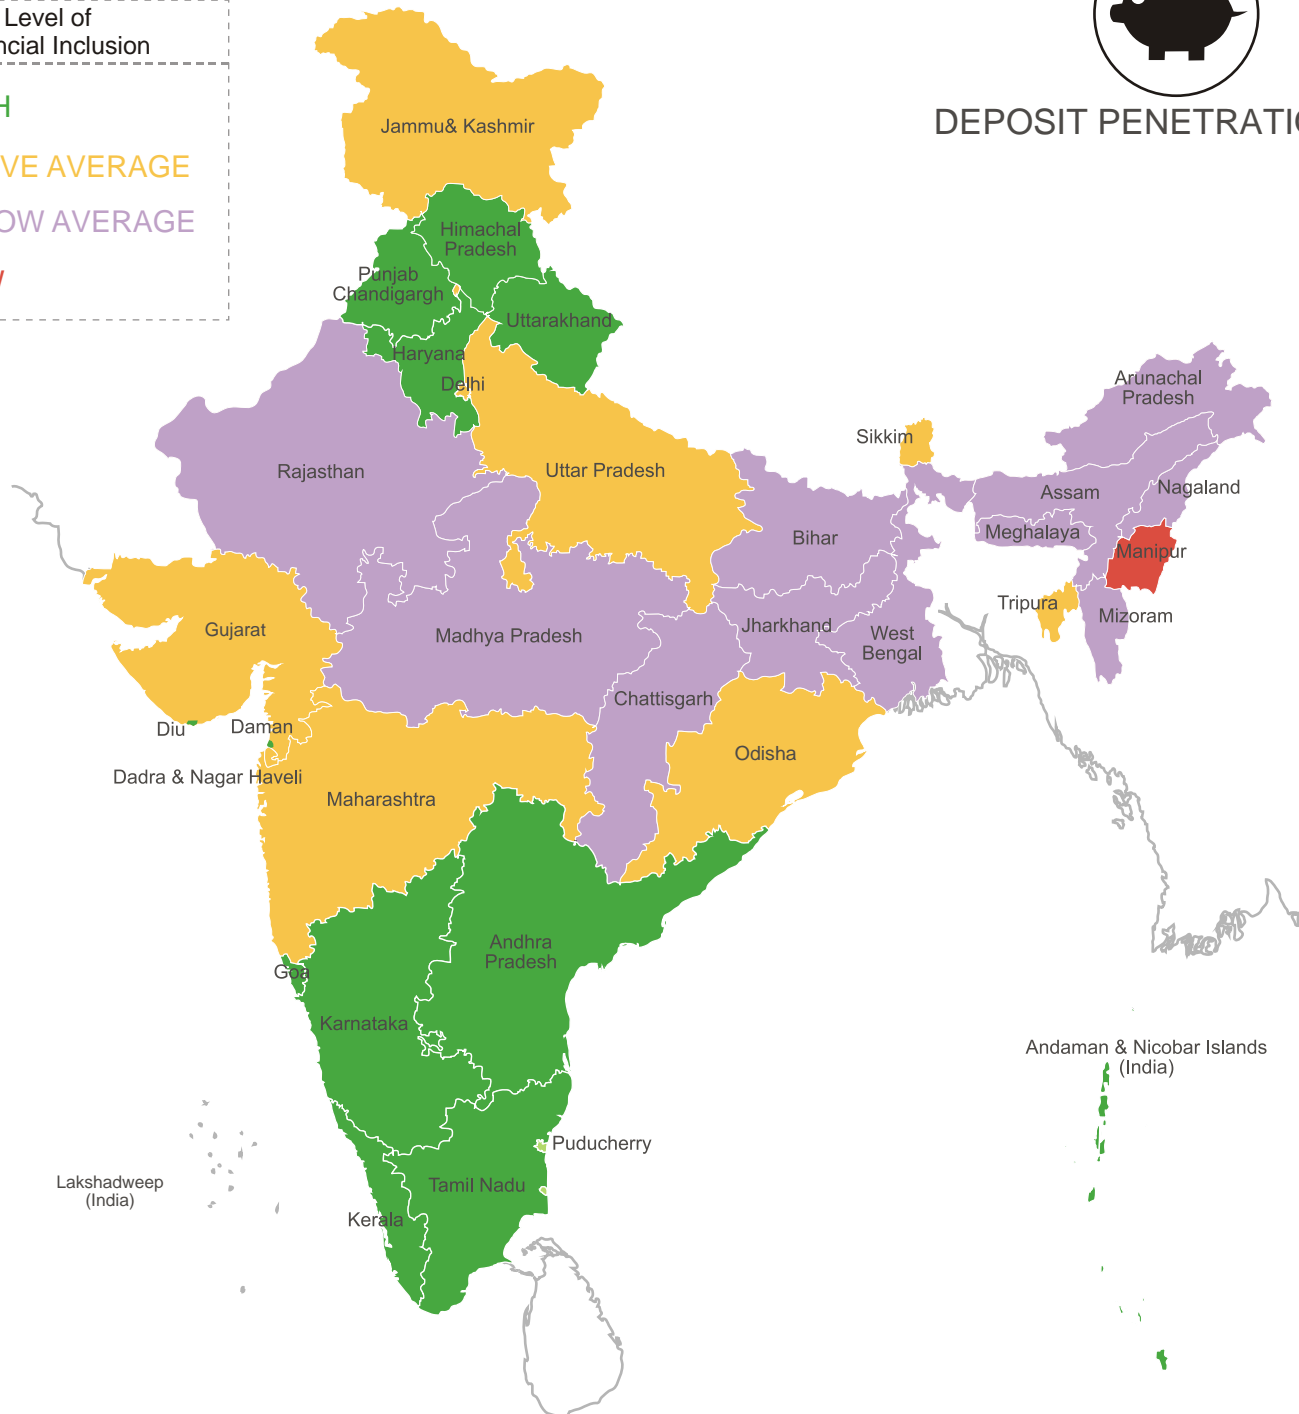 Level of
ncial Inclusion
H
VE AVERAGE
OW AVERAGE
DEPOSIT PENETRATI
Jammu& Kashmir
Himachal
Pradesh
Punjab
Chandigargh
Uttarakhand
Haryana
Delhi
Arunachal
Pradesh
Sikkim
Rajasthan
Uttar Pradesh
Assam
Nagaland
Bihar
Meghalaya
Manipur
Tripura
Mizoram
Gujarat
Madhya Pradesh
Jharkhand
West
Bengal
Chattisgarh
Diu
Daman
Odisha
Dadra & Nagar Haveli
Maharashtra
Andhra
Pradesh
Goa
Karnataka
Andaman & Nicobar Islands
(India)
Puducherry
Lakshadweep
(India)
Tamil Nadu
Kerala